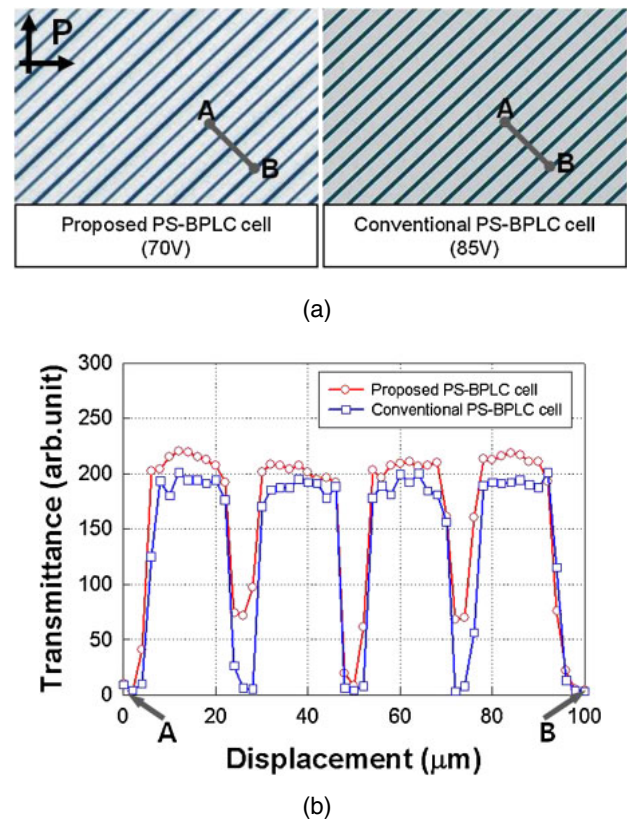 P
A
B
A
B
Proposed PS-BPLC cell
(70V)
Conventional PS-BPLC cell
(85V)
(a)
300
250
200
150
100
50
0
Transmittance (arb.unit)
Proposed PS-BPLC cell
Conventional PS-BPLC cell
0 20 40 60 80 100
A
B
Displacement (μm)
(b)